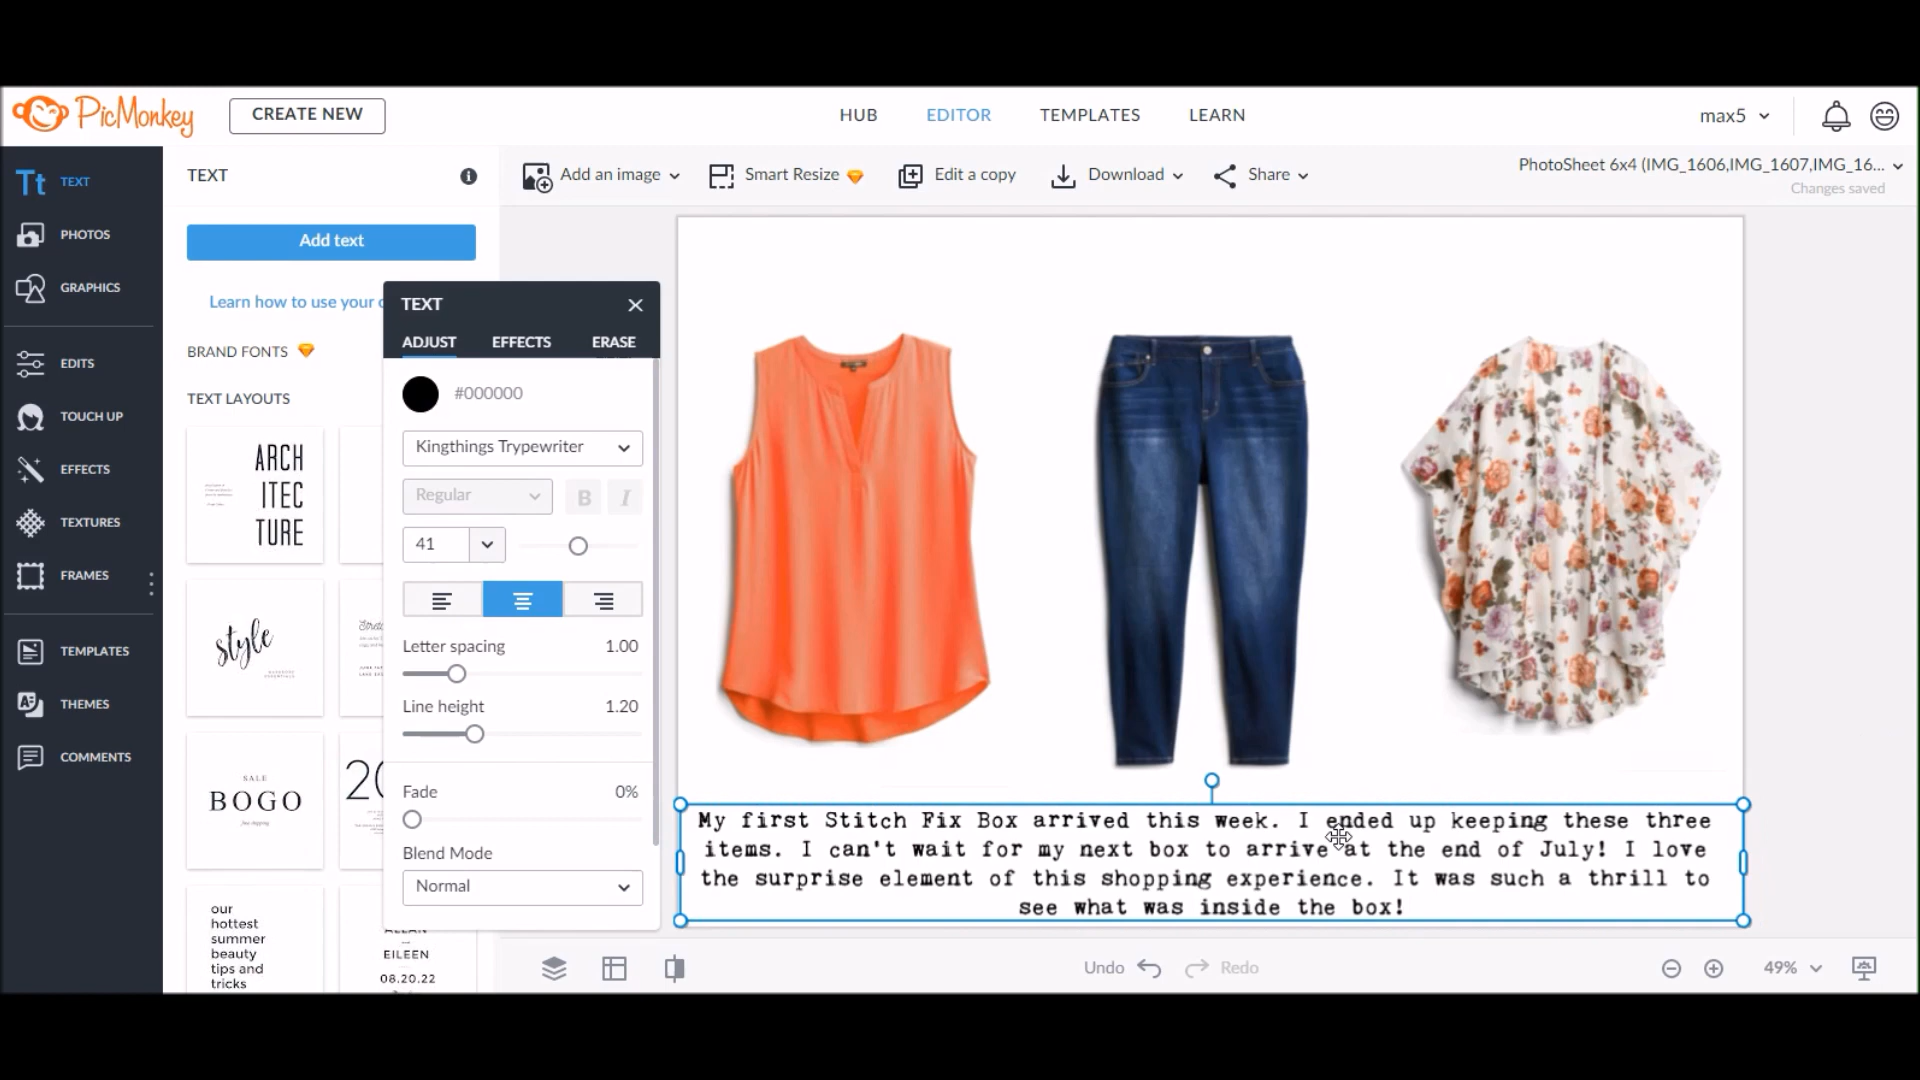 PicMonkey
CREATE NEW
HUB
EDITOR
TEMPLATES
LEARN
max5
TEXT
PHOTOS
GRAPHICS
EDITS
TOUCH UP
EFFECTS
TEXTURES
FRAMES
TEMPLATES
THEMES
COMMENTS
TEXT
Add text
Learn how to use your
BRAND FONTS
TEXT LAYOUTS
ARCH
ITEC
TURE
style
SALE
BOGO
our
hottest
summer
beauty
tips and
tricks
EILEEN
08.20.22
TEXT
ADJUST
EFFECTS
ERASE
#000000
Kingthings Trypewriter
Regular
B
I
41
Letter spacing
1.00
Line height
1.20
Fade
0%
Blend Mode
Normal
Add an image
Smart Resize
Edit a copy
Download
Share
PhotoSheet 6x4 (IMG_1606,IMG_1607,IMG_16...
Changes saved
My first Stitch Fix Box arrived this week. I ended up keeping these three
items. I can't wait for my next box to arrive at the end of July! I love
the surprise element of this shopping experience. It was such a thrill to
see what was inside the box!
Undo
Redo
49%